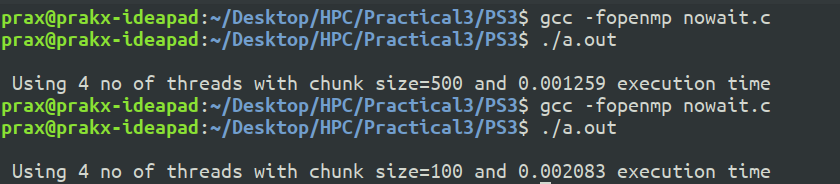 prax@prakx-ideapad:~/Desktop/HPC/Practical3/PS3$ gcc -fopenmp nowait.c
prax@prakx-ideapad:~/Desktop/HPC/Practical3/PS3$ ./a.out
Using 4 no of threads with chunk size=500 and 0.001259 execution time
prax@prakx-ideapad:~/Desktop/HPC/Practical3/PS3$ gcc -fopenmp nowait.c
prax@prakx-ideapad:~/Desktop/HPC/Practical3/PS3$ ./a.out
Using 4 no of threads with chunk size=100 and 0.002083 execution time